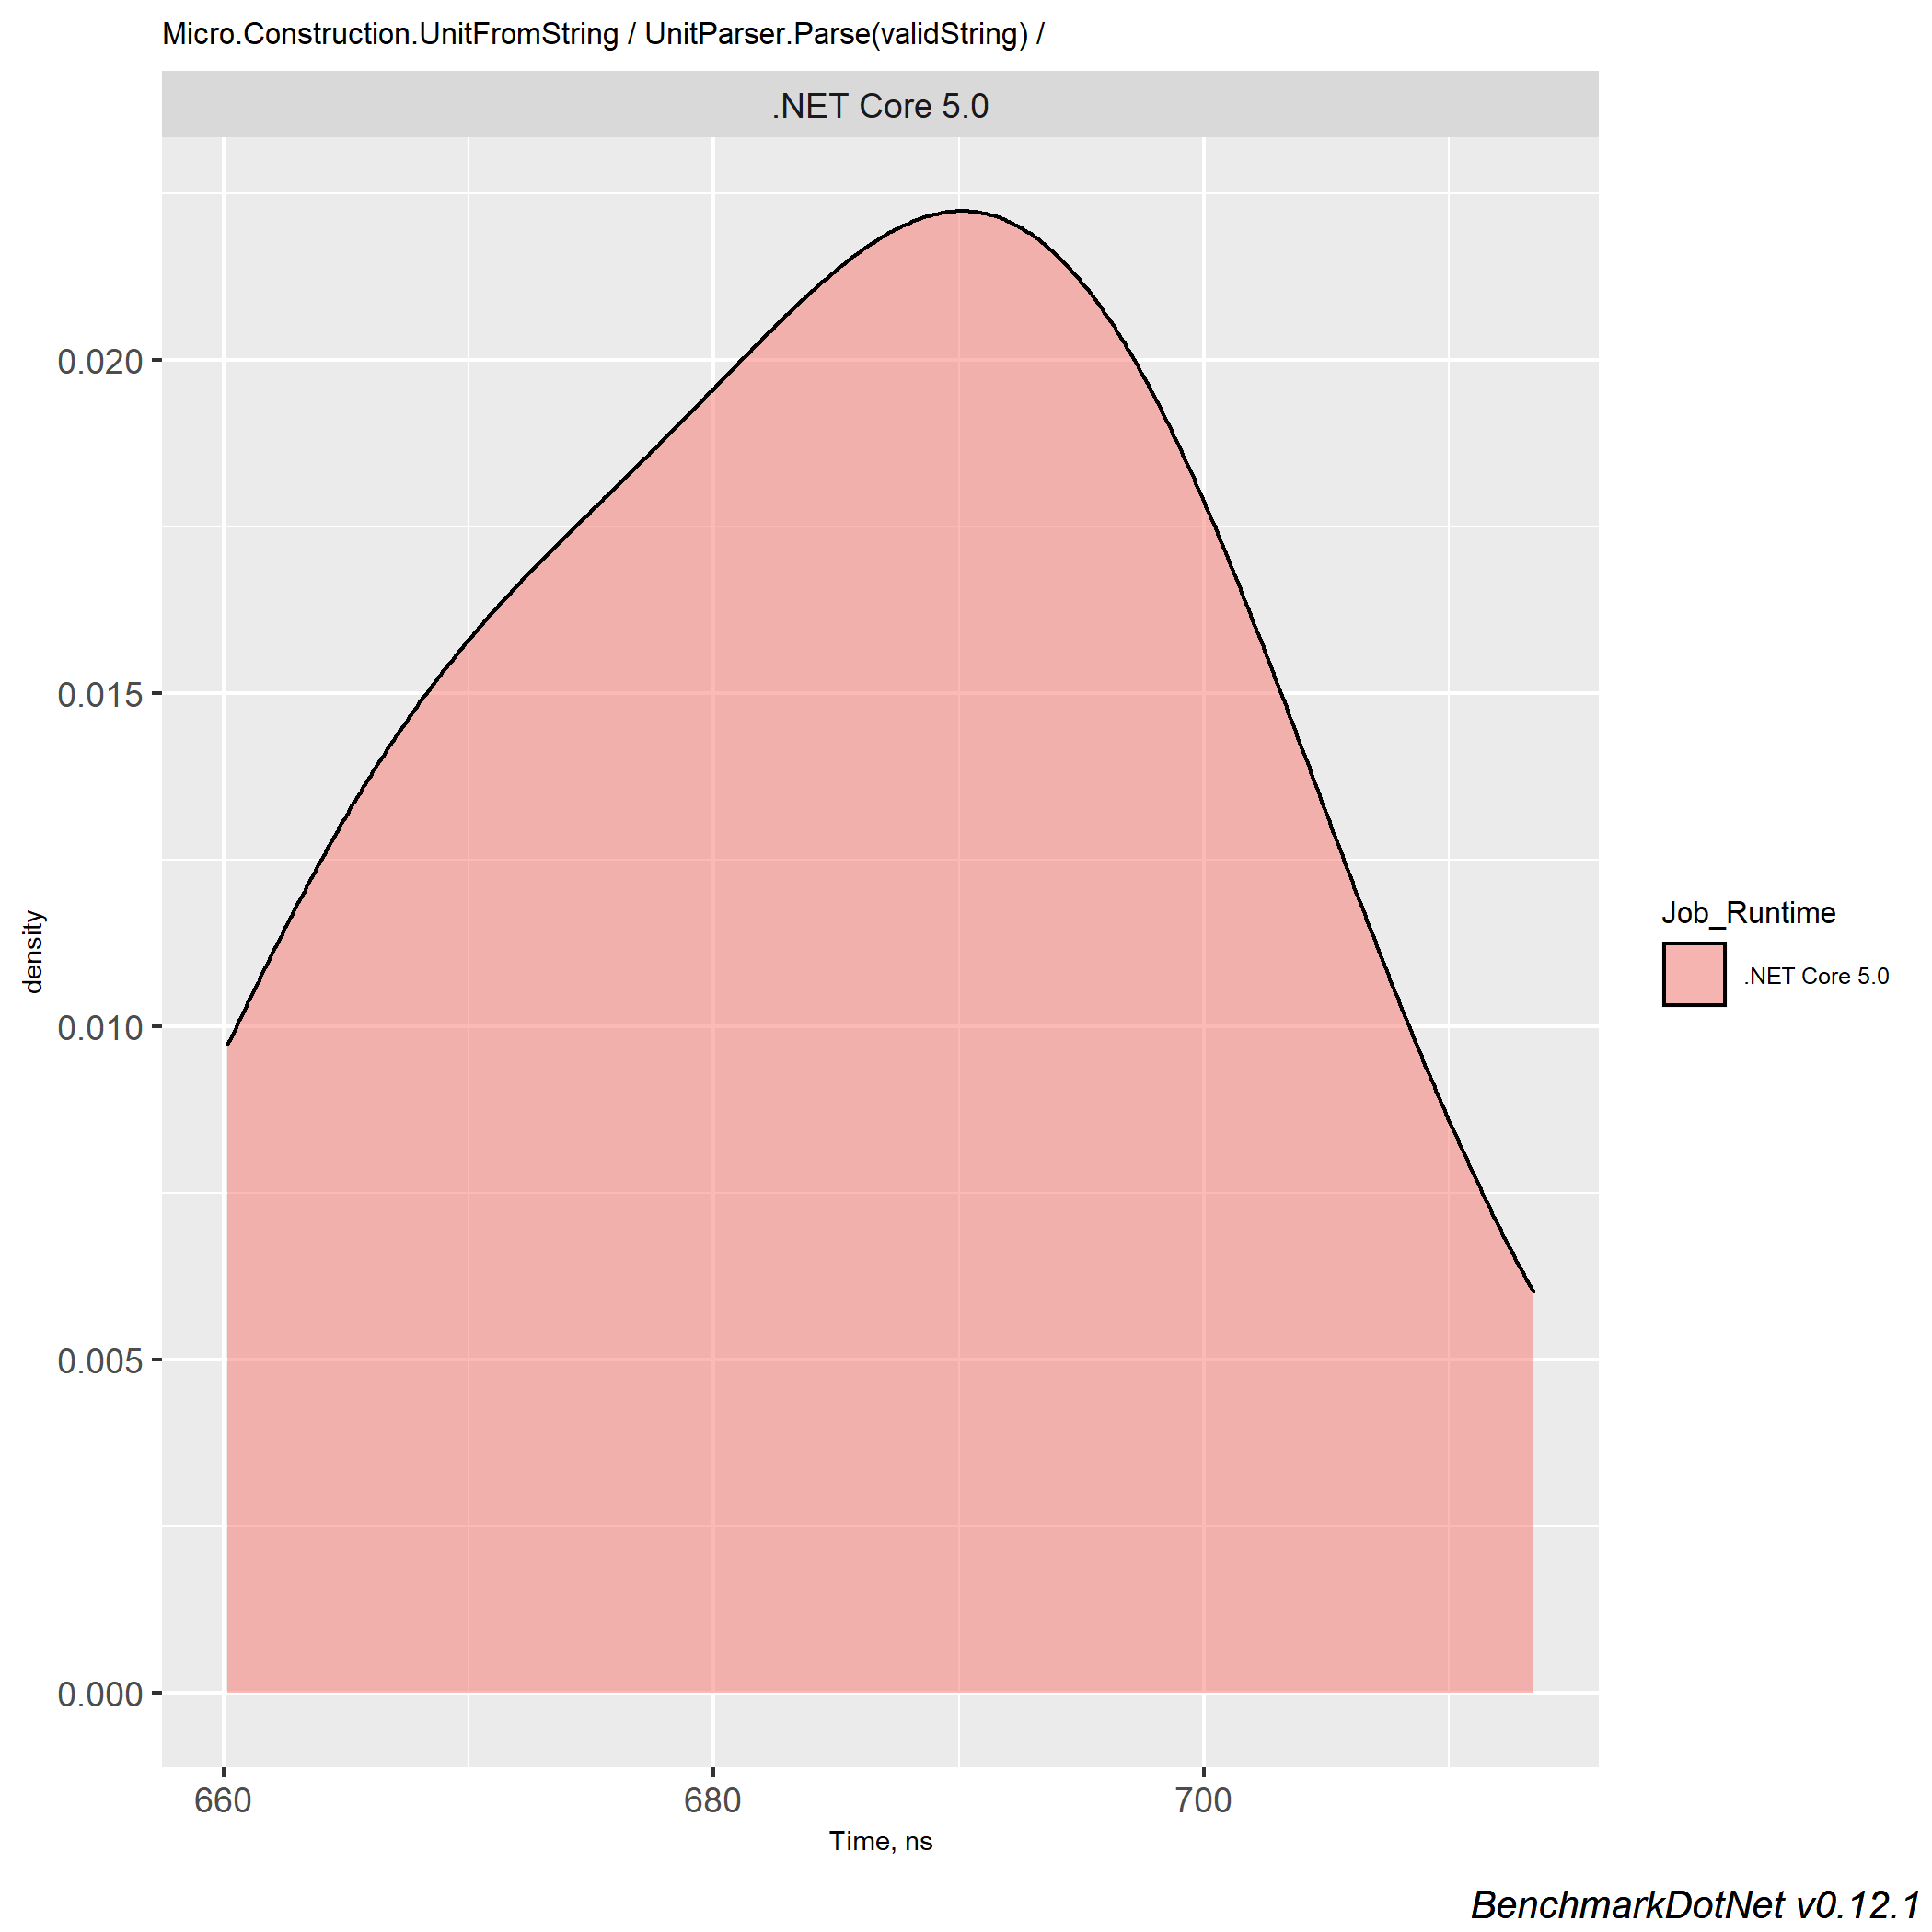 Micro.Construction.UnitFromString / UnitParser.Parse(validString) /
.NET Core 5.0
0.020
0.015
0.010
0.005
0.000
density
660
680
700
Time, ns
Job_Runtime
.NET Core 5.0
BenchmarkDotNet v0.12.1